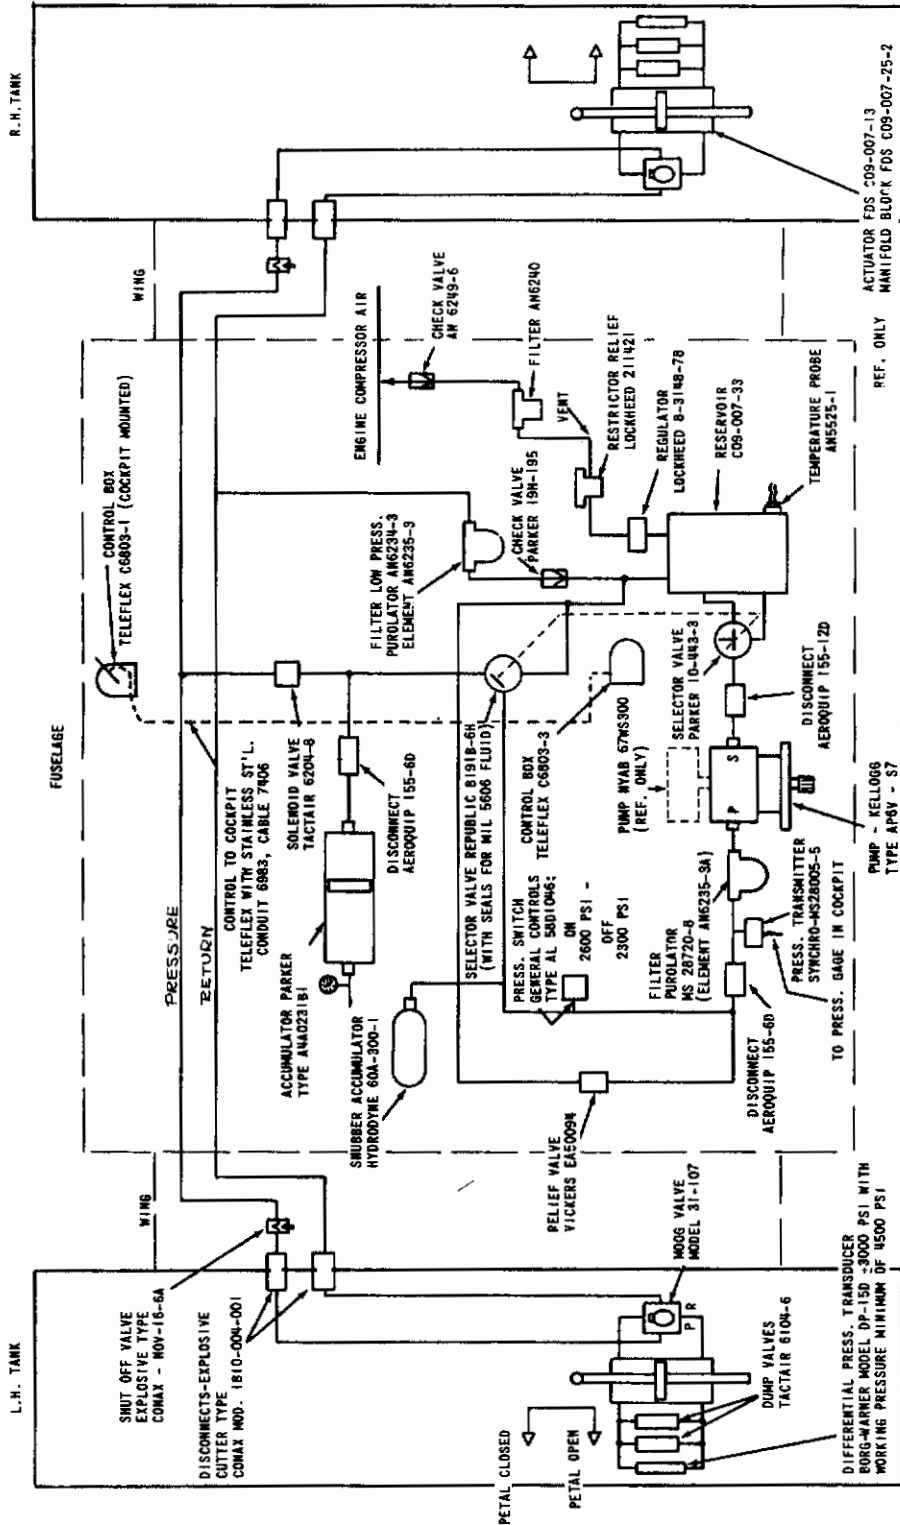 L.H. TANK
R.H. TANK
FUSELAGE
WING
WING
SHUT OFF VALVE
EXPLOSIVE TYPE
CONAX - NOV-16-6A
DISCONNECTS-EXPLOSIVE
CUTTER TYPE
CONAX MOD. 1810-004-001
PRESSURE
RETURN
CONTROL BOX
TELEFLEX C6803-1 (COCKPIT MOUNTED)
CONTROL TO COCKPIT
TELEFLEX WITH STAINLESS ST'L.
CONDUIT 6983, CABLE 7406
SOLENOID VALVE
TACTAIR 6204-8
DISCONNECT
AEROQUIP 155-6D
ACCUMULATOR PARKER
TYPE A4A0231B1
SNUBBER ACCUMULATOR
HYDRODYNE 60A-300-1
ENGINE COMPRESSOR AIR
CHECK VALVE
AN 6249-6
FILTER AN6240
VENT
RESTRICTOR RELIEF
LOCKHEED 211421
REGULATOR
LOCKHEED 8-3148-78
RESERVOIR
C09-007-33
TEMPERATURE PROBE
AN5525-1
FILTER LOW PRESS.
PUROLATOR AN6234-3
ELEMENT AN6235-3
CHECK VALVE
PARKER 19H-195
SELECTOR VALVE REPUBLIC B191B-6H
(WITH SEALS FOR MIL 5606 FLUID)
CONTROL BOX
TELEFLEX C6803-3
PRESS. SWITCH
GENERAL CONTROLS
TYPE AL 58D1046:
ON
2600 PSI -
OFF
2300 PSI
PUMP NYAB 67WS300
(REF. ONLY)
SELECTOR VALVE
PARKER 10-443-3
DISCONNECT
AEROQUIP 155-12D
P
S
PUMP - KELLOGG
TYPE AP6V - S7
FILTER
PUROLATOR
MS 28720-8
(ELEMENT AN6235-3A)
PRESS. TRANSMITTER
SYNCHRO-MS28005-5
TO PRESS. GAGE IN COCKPIT
DISCONNECT
AEROQUIP 155-6D
RELIEF VALVE
VICKERS EA50094
MOOG VALVE
MODEL 31-107
P R
PETAL CLOSED
PETAL OPEN
DUMP VALVES
TACTAIR 6104-6
DIFFERENTIAL PRESS. TRANSDUCER
BORG-WARNER MODEL DP-15D 3000 PSI WITH
WORKING PRESSURE MINIMUM OF 4500 PSI
REF. ONLY
ACTUATOR FDS C09-007-13
MANIFOLD BLOCK FDS C09-007-25-2